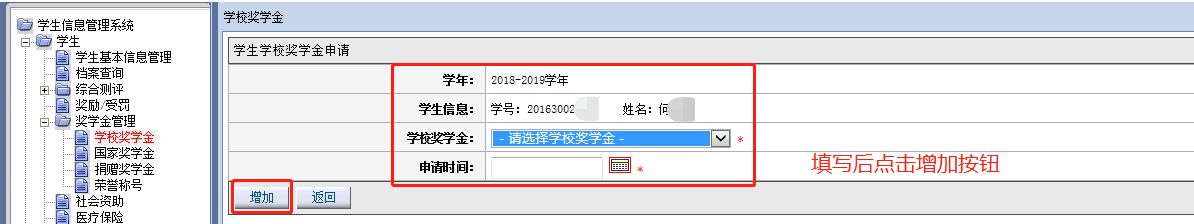 学生信息管理系统
学生
学生基本信息管理
档案查询
综合测评
奖励/受罚
奖学金管理
学校奖学金
国家奖学金
捐赠奖学金
荣誉称号
社会资助
医疗保险
学校奖学金
学生学校奖学金申请
学年： 2018-2019学年
学生信息： 学号：20163002 姓名：何
学校奖学金： - 请选择学校奖学金 - *
申请时间： *
填写后点击增加按钮
增加 返回